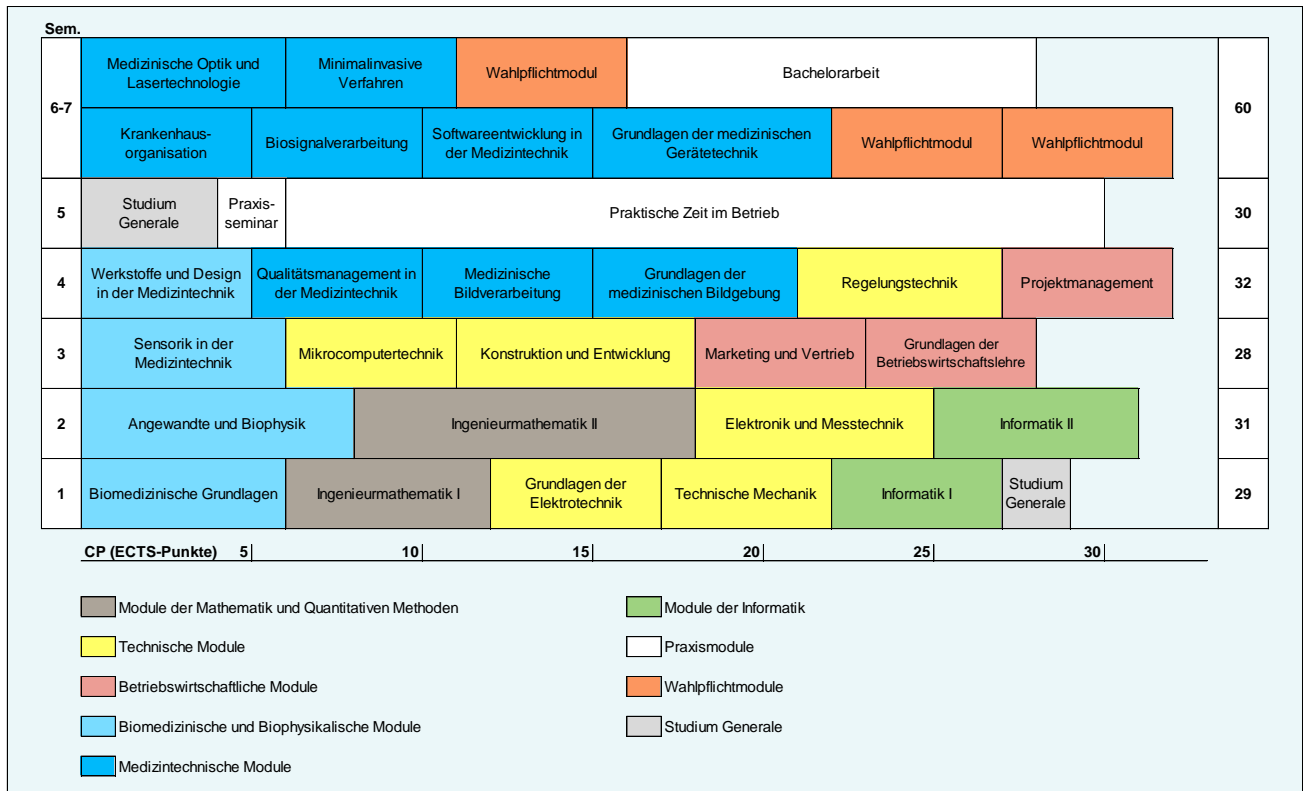 Sem.
6-7
Medizinische Optik und
Lasertechnologie
Minimalinvasive
Verfahren
Wahlpflichtmodul
Bachelorarbeit
60
Krankenhaus-
organisation
Biosignalverarbeitung
Softwareentwicklung in
der Medizintechnik
Grundlagen der medizinischen
Gerätetechnik
Wahlpflichtmodul
Wahlpflichtmodul
5
Studium
Generale
Praxis-
seminar
Praktische Zeit im Betrieb
30
4
Werkstoffe und Design
in der Medizintechnik
Qualitätsmanagement in
der Medizintechnik
Medizinische
Bildverarbeitung
Grundlagen der
medizinischen Bildgebung
Regelungstechnik
Projektmanagement
32
3
Sensorik in der
Medizintechnik
Mikrocomputertechnik
Konstruktion und Entwicklung
Marketing und Vertrieb
Grundlagen der
Betriebswirtschaftslehre
28
2
Angewandte und Biophysik
Ingenieurmathematik II
Elektronik und Messtechnik
Informatik II
31
1
Biomedizinische Grundlagen
Ingenieurmathematik I
Grundlagen der
Elektrotechnik
Technische Mechanik
Informatik I
Studium
Generale
29
CP (ECTS-Punkte) 5 10 15 20 25 30
Module der Mathematik und Quantitativen Methoden
Technische Module
Betriebswirtschaftliche Module
Biomedizinische und Biophysikalische Module
Medizintechnische Module
Module der Informatik
Praxismodule
Wahlpflichtmodule
Studium Generale